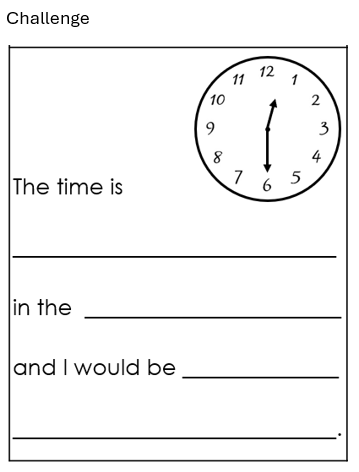 Challenge
12
11 1
10 2
9 3
8 4
7 5
6
The time is
in the
and I would be
.